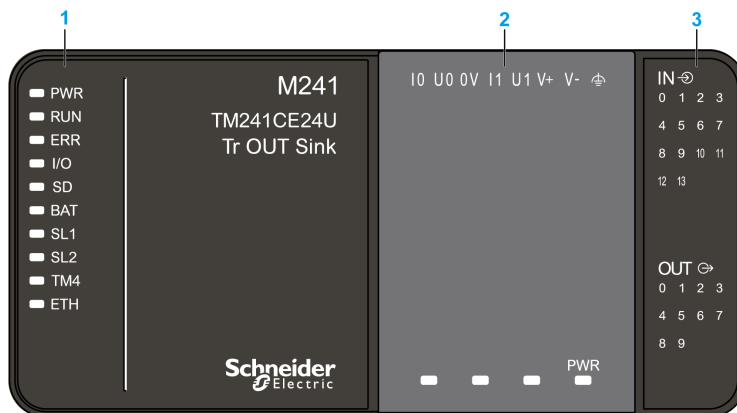 1
2
3
PWR
RUN
ERR
I/O
SD
BAT
SL1
SL2
TM4
ETH
M241
TM241CE24U
Tr OUT Sink
Schneider
Electric
I0 U0 0V I1 U1 V+ V-
PWR
IN
0 1 2 3
4 5 6 7
8 9 10 11
12 13
OUT
0 1 2 3
4 5 6 7
8 9